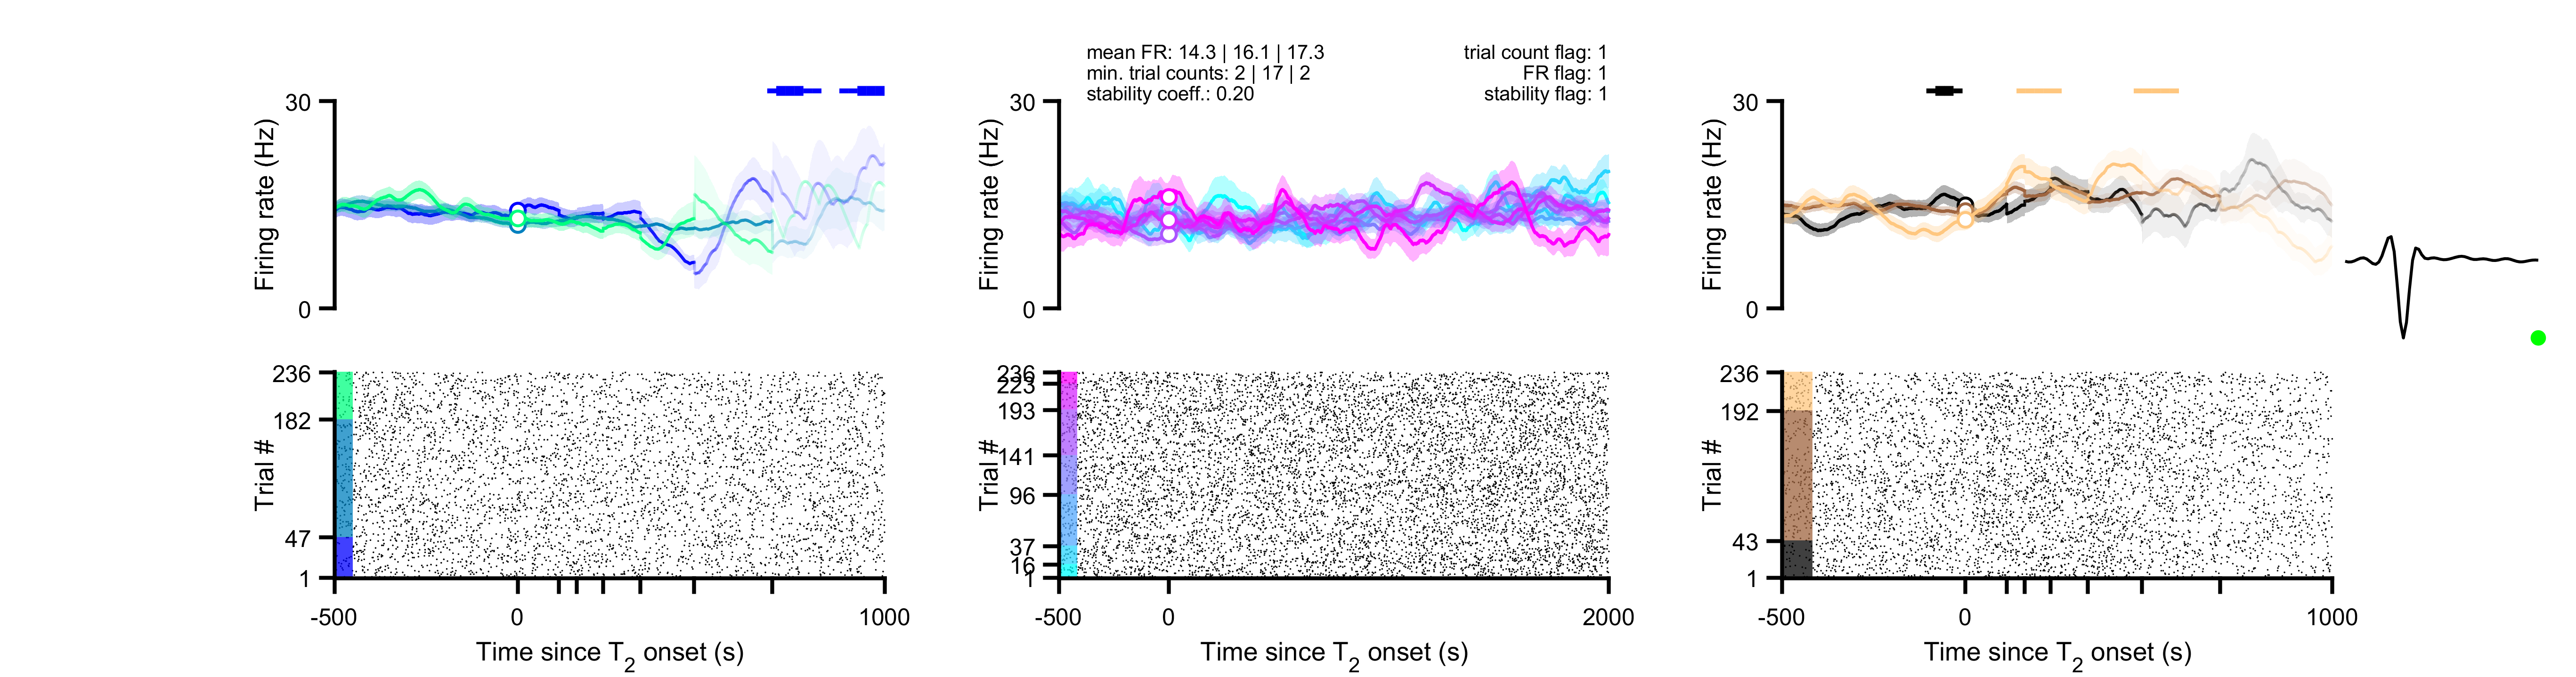 mean FR: 14.3 | 16.1 | 17.3
min. trial counts: 2 | 17 | 2
stability coeff.: 0.20
trial count flag: 1
FR flag: 1
stability flag: 1
30
0
Firing rate (Hz)
30
0
Firing rate (Hz)
30
0
Firing rate (Hz)
236
182
47
1
Trial #
-500
0
1000
Time since T2 onset (s)
236
223
193
141
96
37
16
Trial #
-500
0
2000
Time since T2 onset (s)
236
192
43
1
Trial #
-500
0
1000
Time since T2 onset (s)